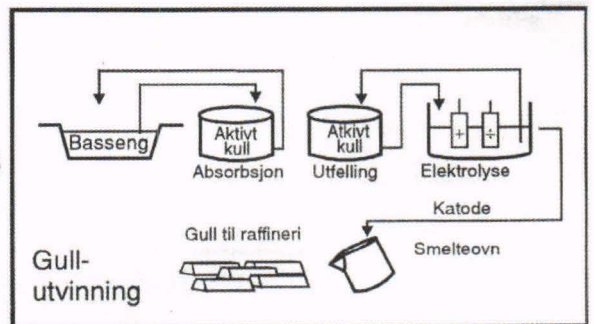 Basseng
Aktivt
kull
Absorbsjon
Atkivt
kull
Utfelling
+
÷
Elektrolyse
Katode
Smelteovn
Gull til raffineri
Gull-
utvinning